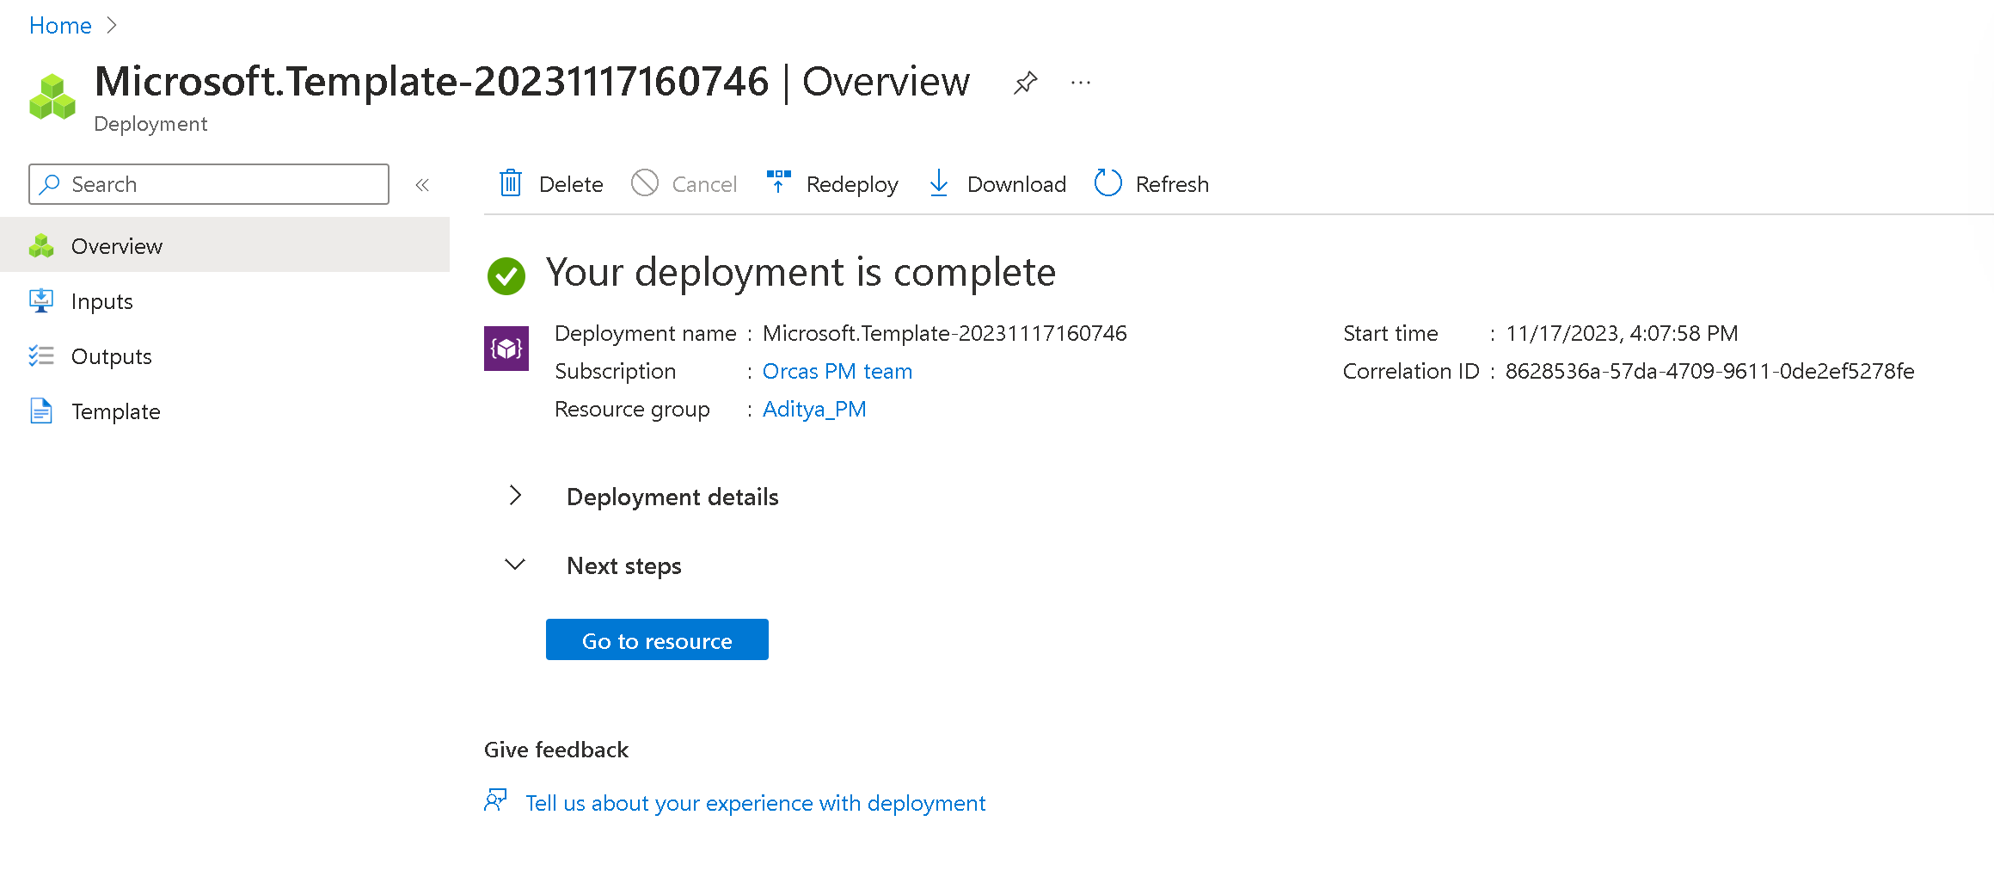 Home
Microsoft.Template-20231117160746 | Overview
Deployment
Search
Delete
Cancel
Redeploy
Download
Refresh
Overview
Inputs
Outputs
Template
Your deployment is complete
Deployment name : Microsoft.Template-20231117160746
Subscription : Orcas PM team
Resource group : Aditya_PM
Start time : 11/17/2023, 4:07:58 PM
Correlation ID : 8628536a-57da-4709-9611-0de2ef5278fe
Deployment details
Next steps
Go to resource
Give feedback
Tell us about your experience with deployment